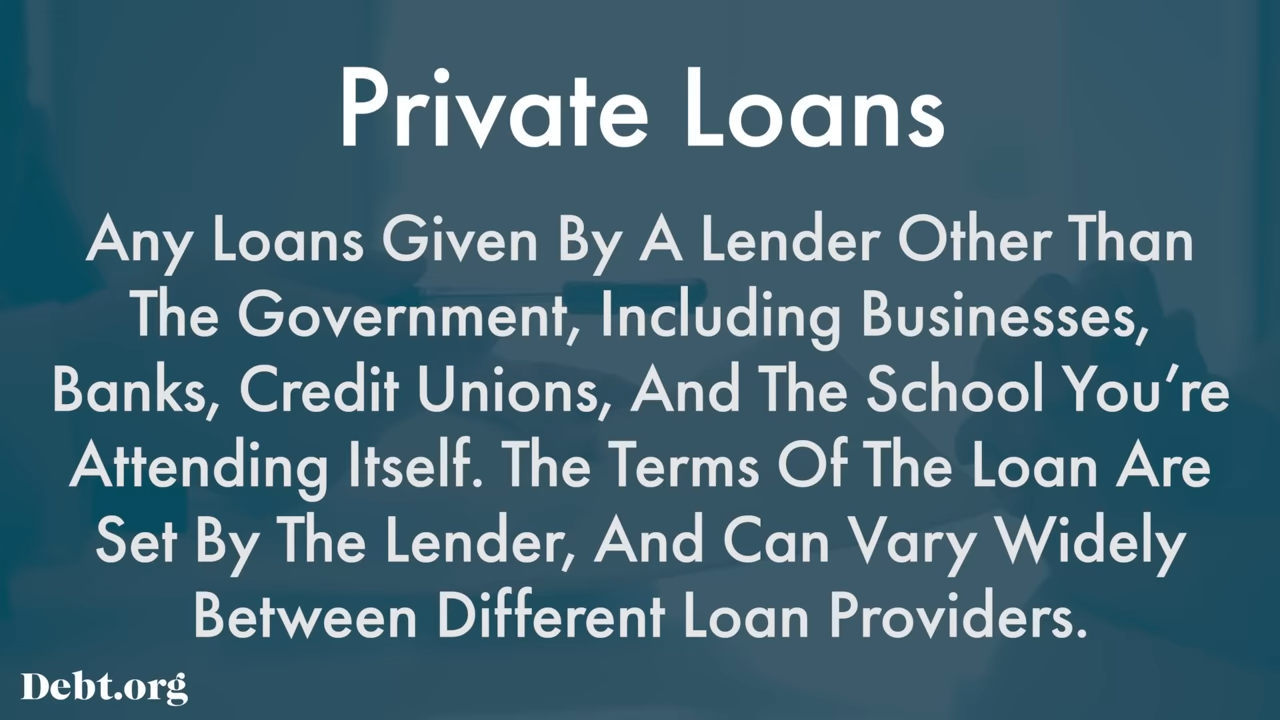 Private Loans
Any Loans Given By A Lender Other Than
The Government, Including Businesses,
Banks, Credit Unions, And The School You’re
Attending Itself. The Terms Of The Loan Are
Set By The Lender, And Can Vary Widely
Between Different Loan Providers.
Debt.org